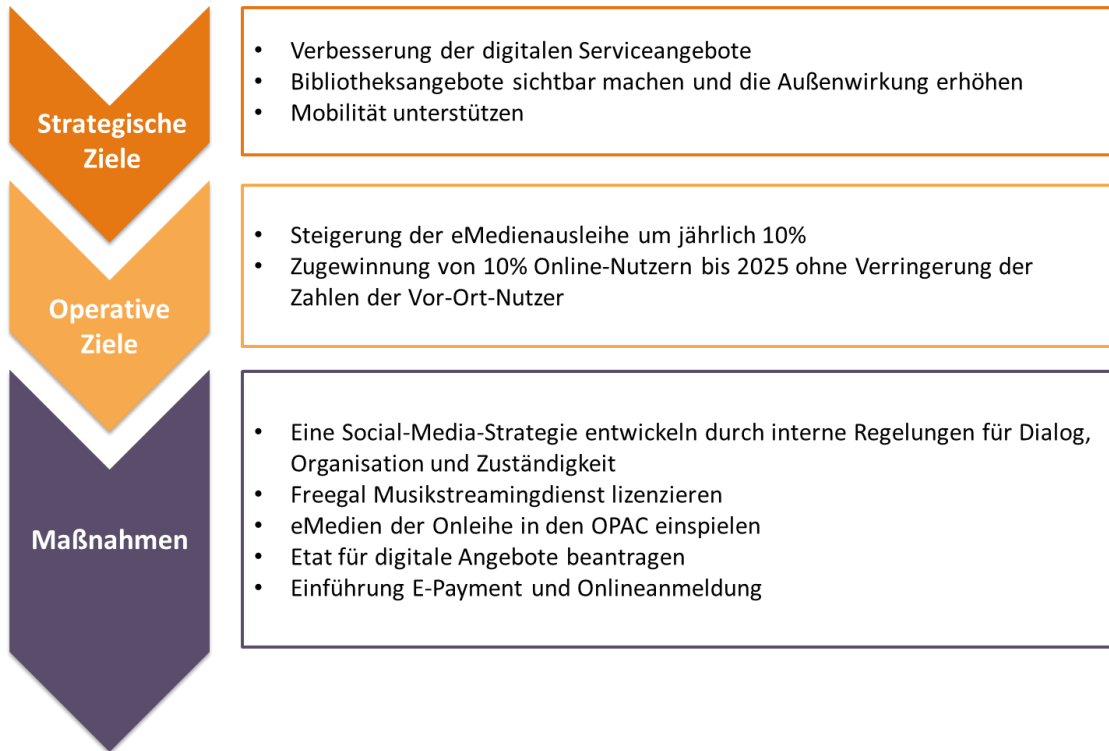 Strategische
Ziele
• Verbesserung der digitalen Serviceangebote
• Bibliotheksangebote sichtbar machen und die Außenwirkung erhöhen
• Mobilität unterstützen
Operative
Ziele
• Steigerung der eMedienausleihe um jährlich 10%
• Zugewinnung von 10% Online-Nutzern bis 2025 ohne Verringerung der
Zahlen der Vor-Ort-Nutzer
Maßnahmen
• Eine Social-Media-Strategie entwickeln durch interne Regelungen für Dialog,
Organisation und Zuständigkeit
• Freegal Musikstreamingdienst lizenzieren
• eMedien der Onleihe in den OPAC einspielen
• Etat für digitale Angebote beantragen
• Einführung E-Payment und Onlineanmeldung